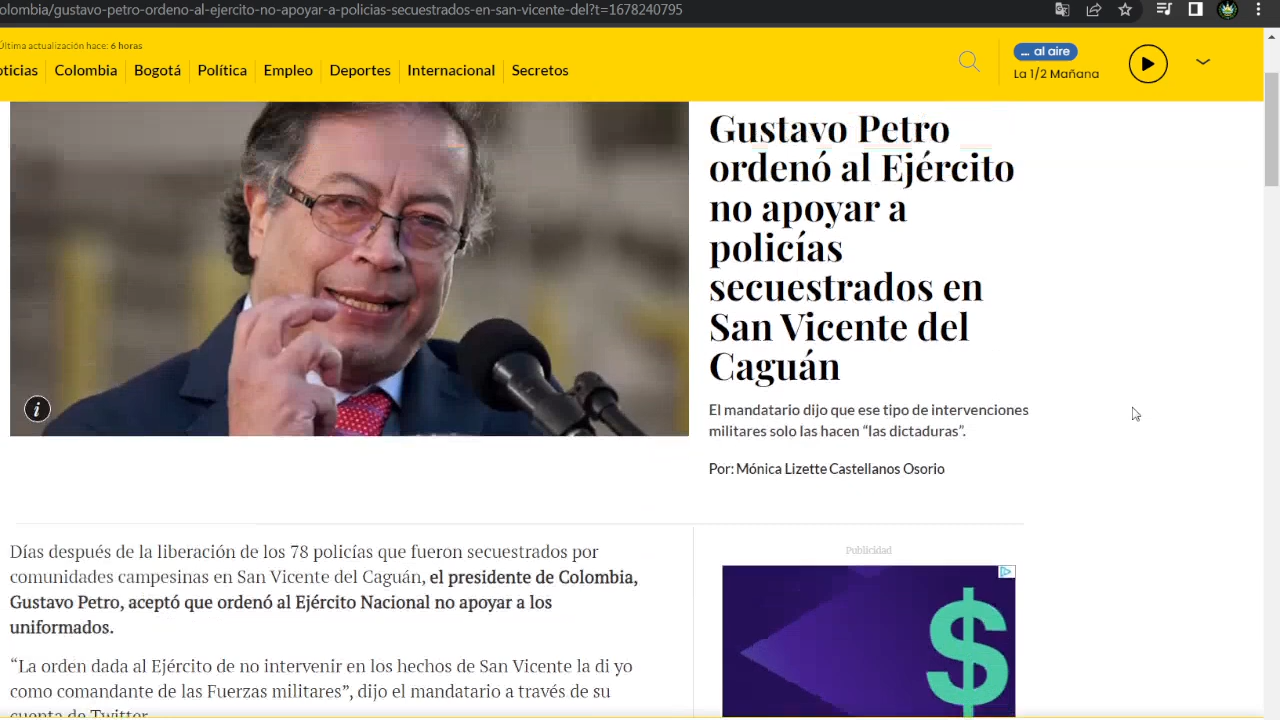 olombia/gustavo-petro-ordeno-al-ejercito-no-apoyar-a-policias-secuestrados-en-san-vicente-del?t=1678240795
Última actualización hace: 6 horas
oticias Colombia Bogotá Política Empleo Deportes Internacional Secretos
... al aire
La 1/2 Mañana
Gustavo Petro
ordenó al Ejército
no apoyar a
policías
secuestrados en
San Vicente del
Caguán
El mandatario dijo que ese tipo de intervenciones
militares solo las hacen “las dictaduras”.
Por: Mónica Lizette Castellanos Osorio
i
Días después de la liberación de los 78 policías que fueron secuestrados por
comunidades campesinas en San Vicente del Caguán, el presidente de Colombia,
Gustavo Petro, aceptó que ordenó al Ejército Nacional no apoyar a los
uniformados.
“La orden dada al Ejército de no intervenir en los hechos de San Vicente la di yo
como comandante de las Fuerzas militares”, dijo el mandatario a través de su
cuenta de Twitter
Publicidad
$